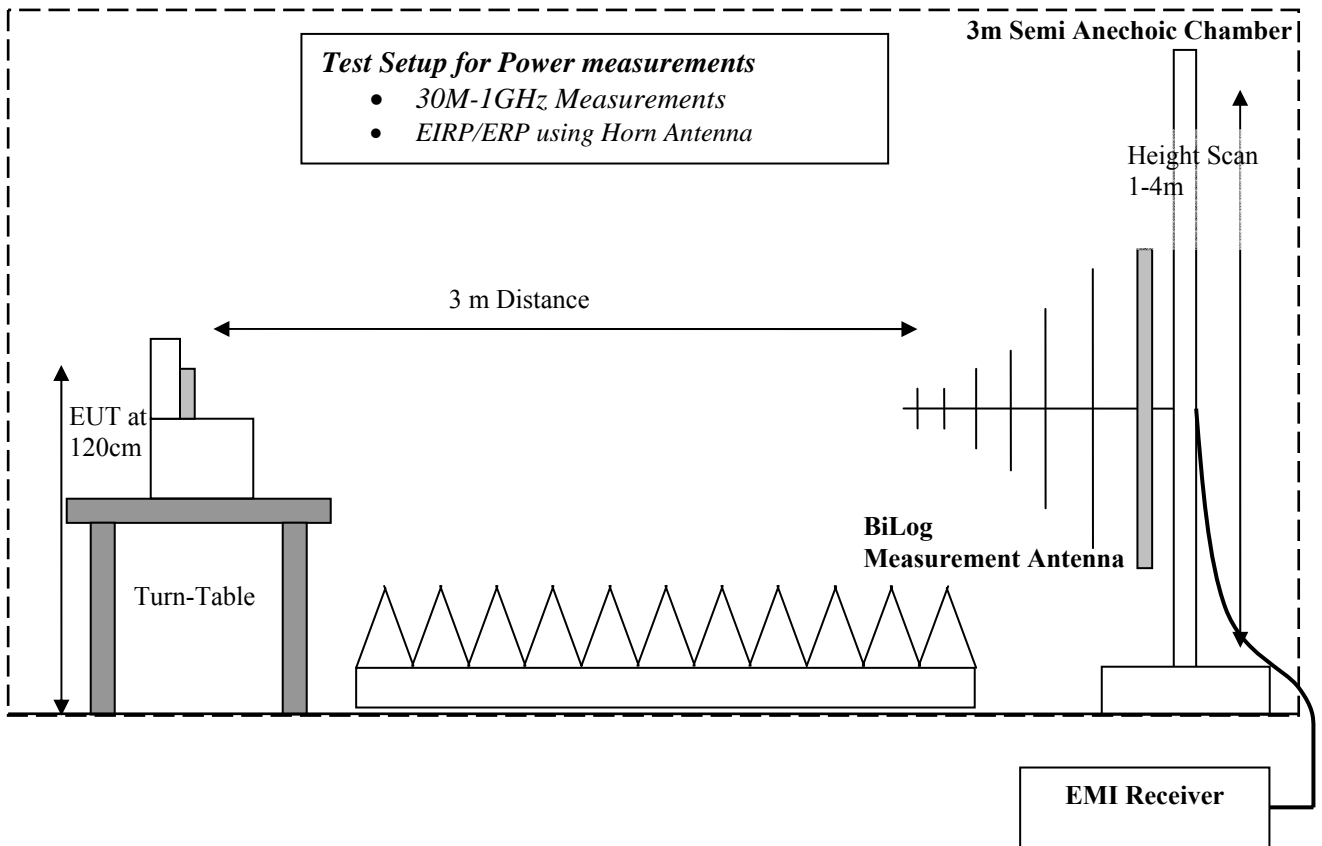 3m Semi Anechoic Chamber
Test Setup for Power measurements
• 30M-1GHz Measurements
• EIRP/ERP using Horn Antenna
Height Scan
1-4m
3 m Distance
EUT at
120cm
BiLog
Measurement Antenna
Turn-Table
EMI Receiver